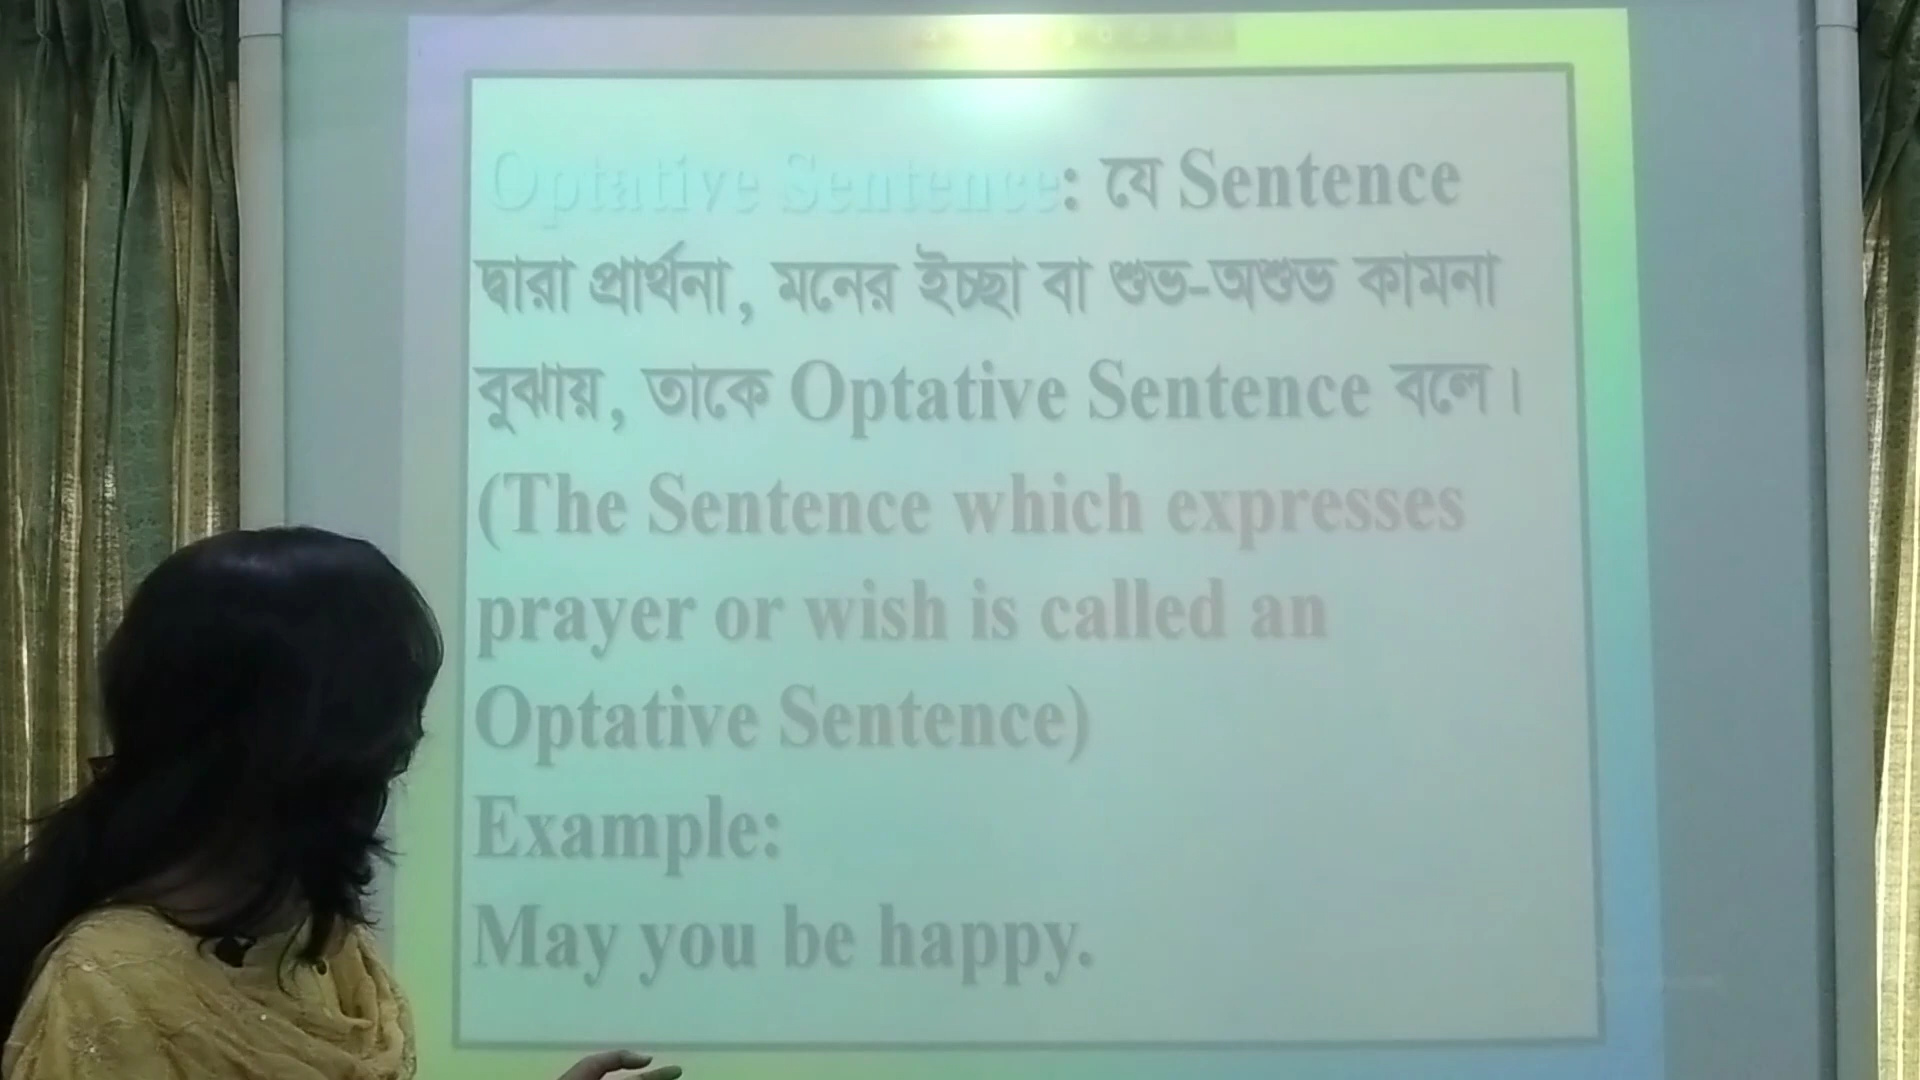 Optative Sentence: যে Sentence
দ্বারা প্রার্থনা, মনের ইচ্ছা বা শুভ-অশুভ কামনা
বুঝায়, তাকে Optative Sentence বলে।
(The Sentence which expresses
prayer or wish is called an
Optative Sentence)
Example:
May you be happy.